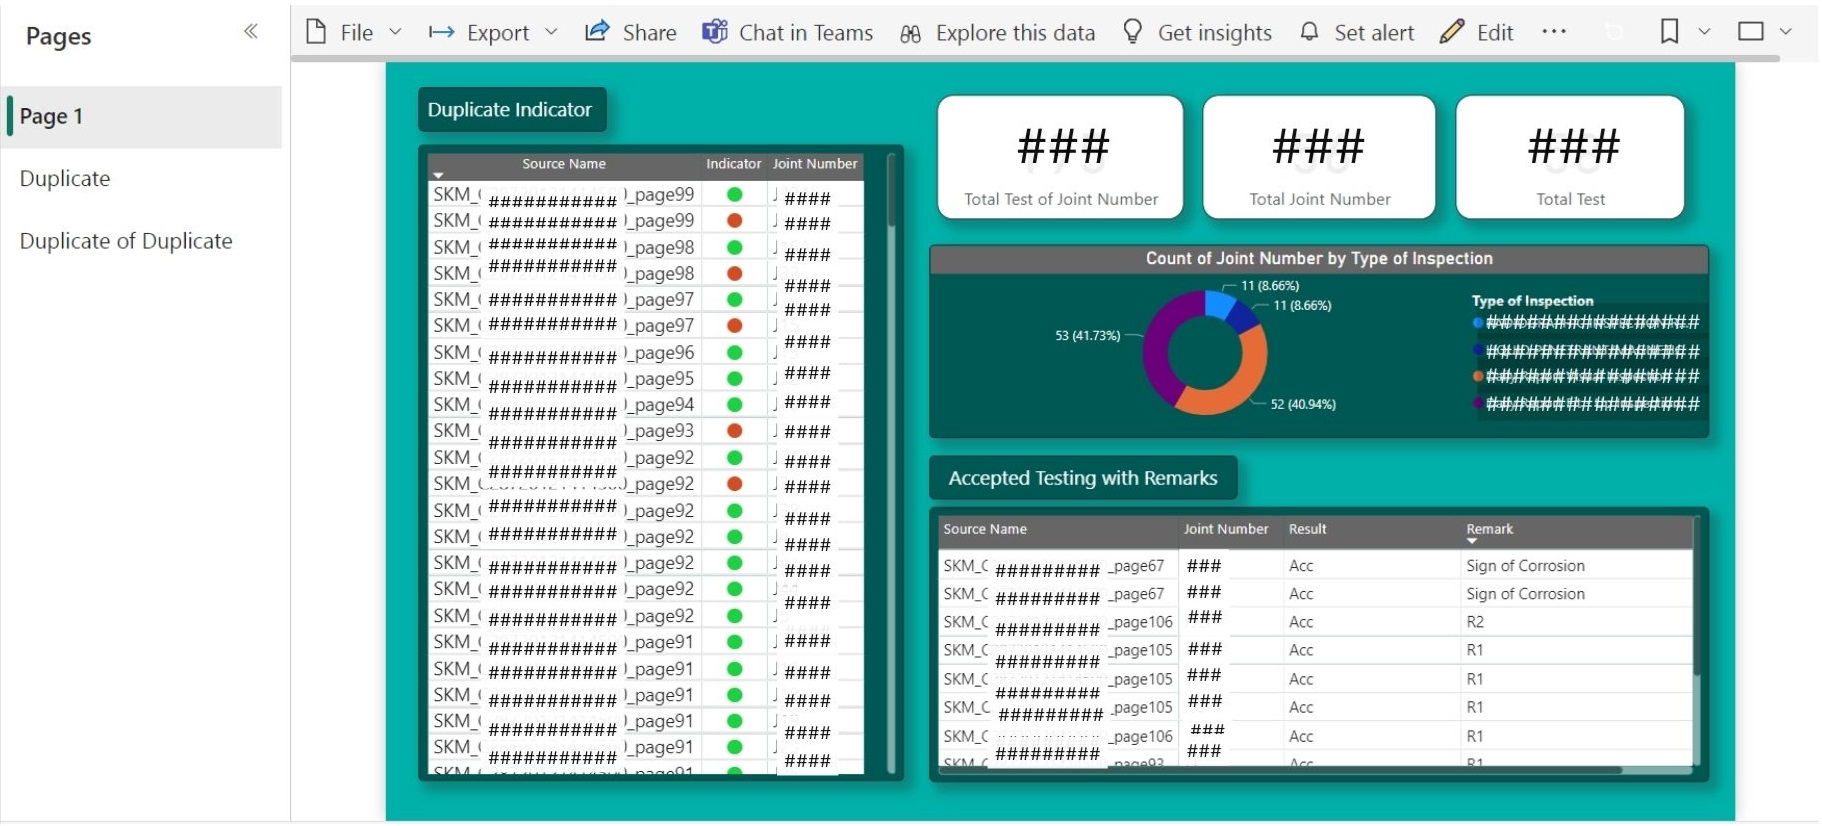 Pages
File
Export
Share
Chat in Teams
Explore this data
Get insights
Set alert
Edit
Page 1
Duplicate
Duplicate of Duplicate
Duplicate Indicator
Source Name Indicator Joint Number
SKM_ ########### _page99 ####
SKM_ ########### _page99 ####
SKM_ ########### _page98 ####
SKM_ ########### _page98 ####
SKM_ ########### _page97 ####
SKM_ ########### _page97 ####
SKM_ ########### _page96 ####
SKM_ ########### _page95 ####
SKM_ ########### _page94 ####
SKM_ ########### _page93 ####
SKM_ ########### _page92 ####
SKM_ ########### _page92 ####
SKM_ ########### _page92 ####
SKM_ ########### _page92 ####
SKM_ ########### _page92 ####
SKM_ ########### _page92 ####
SKM_ ########### _page92 ####
SKM_ ########### _page91 ####
SKM_ ########### _page91 ####
SKM_ ########### _page91 ####
SKM_ ########### _page91 ####
SKM_ ########### _page91 ####
### ### ###
Total Test of Joint Number
Total Joint Number
Total Test
Count of Joint Number by Type of Inspection
11 (8.66%)
11 (8.66%)
53 (41.73%)
52 (40.94%)
Type of Inspection
################
################
################
################
Accepted Testing with Remarks
Source Name Joint Number Result Remark
SKM_C ######### _page67 ### Acc Sign of Corrosion
SKM_C ######### _page67 ### Acc Sign of Corrosion
SKM_C ######### _page106 ### Acc R2
SKM_C ######### _page105 ### Acc R1
SKM_C ######### _page105 ### Acc R1
SKM_C ######### _page105 ### Acc R1
SKM_C ######### _page106 ### Acc R1
SKM_C _page93 ### Acc R1